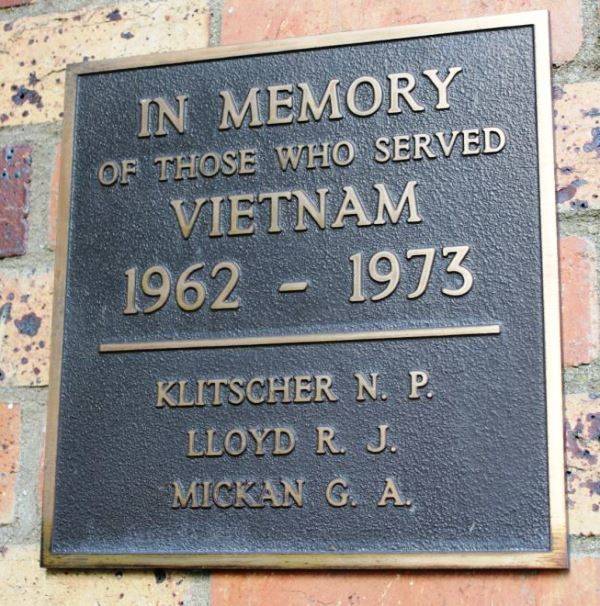 IN MEMORY
OF THOSE WHO SERVED
VIETNAM
1962 - 1973
KLITSCHER N. P.
LLOYD R. J.
MICKAN G. A.